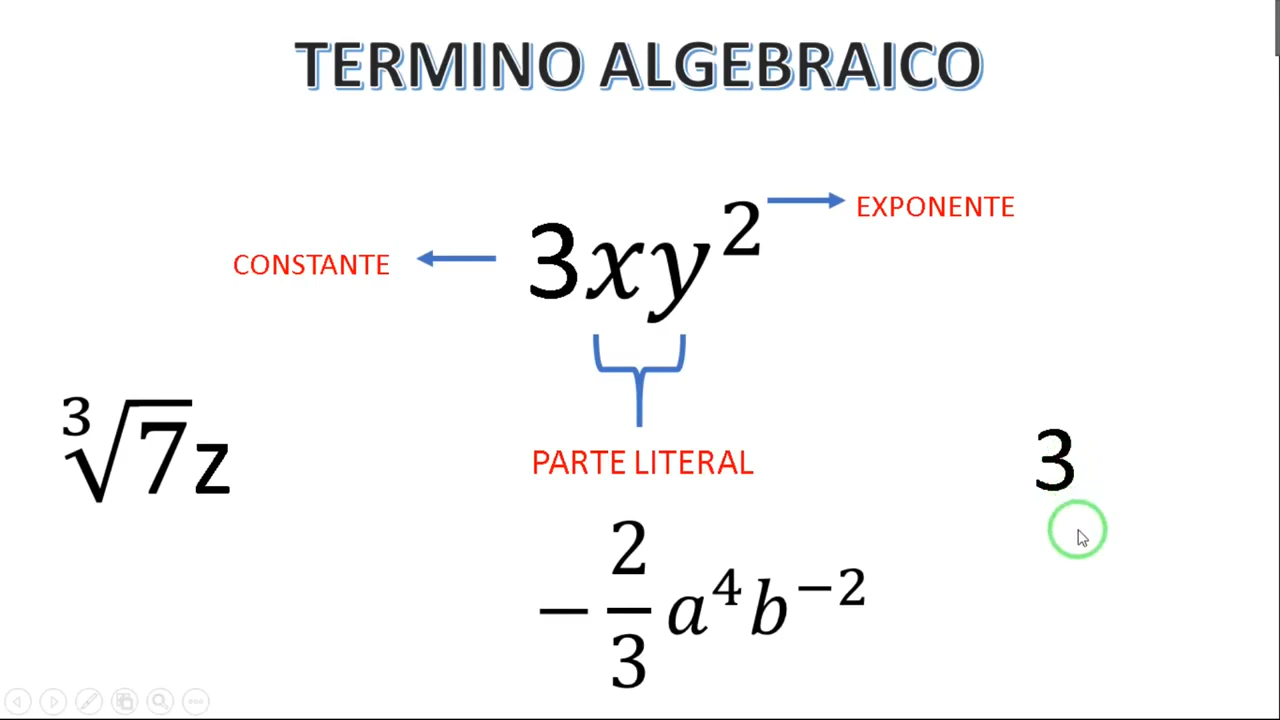 TERMINO ALGEBRAICO
3xy² EXPONENTE
CONSTANTE
PARTE LITERAL
∛7z
3
−2/3 a⁴b⁻²